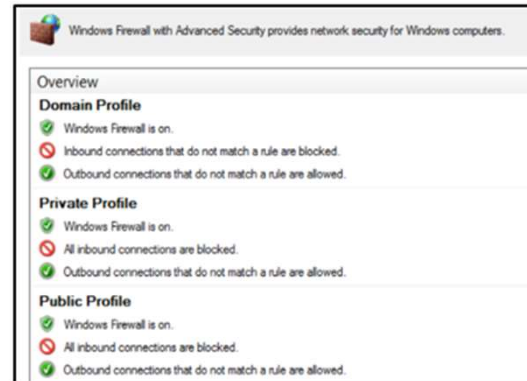 Windows Firewall with Advanced Security provides network security for Windows computers.
Overview
Domain Profile
Windows Firewall is on.
Inbound connections that do not match a rule are blocked.
Outbound connections that do not match a rule are allowed.
Private Profile
Windows Firewall is on.
All inbound connections are blocked.
Outbound connections that do not match a rule are allowed.
Public Profile
Windows Firewall is on.
All inbound connections are blocked.
Outbound connections that do not match a rule are allowed.